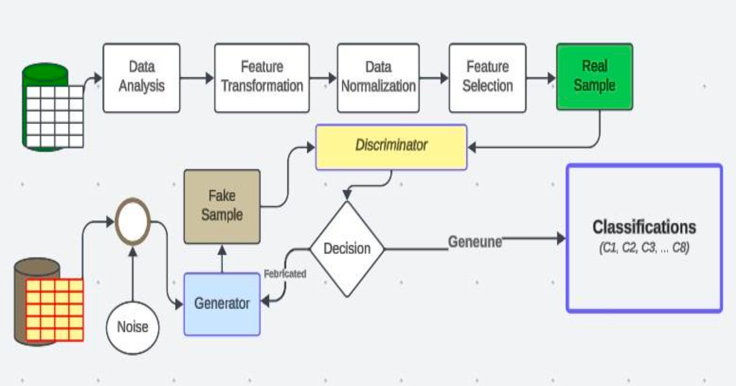 Data
Analysis
Feature
Transformation
Data
Normalization
Feature
Selection
Real
Sample
Discriminator
Fake
Sample
Decision
Geneune
Classifications
(C1, C2, C3, ... C8)
Febricated
Generator
Noise